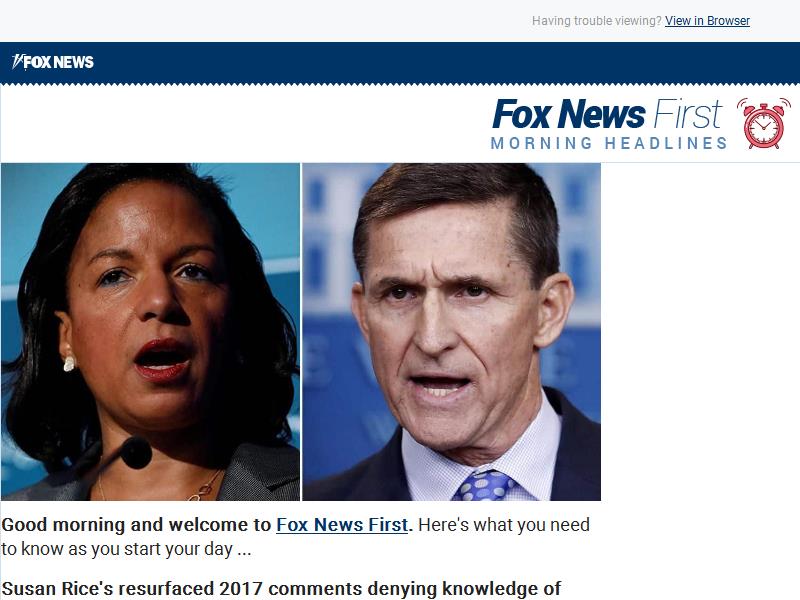 Having trouble viewing? View in Browser
FOX NEWS
Fox News First
MORNING HEADLINES
Good morning and welcome to Fox News First. Here's what you need
to know as you start your day ...
Susan Rice's resurfaced 2017 comments denying knowledge of